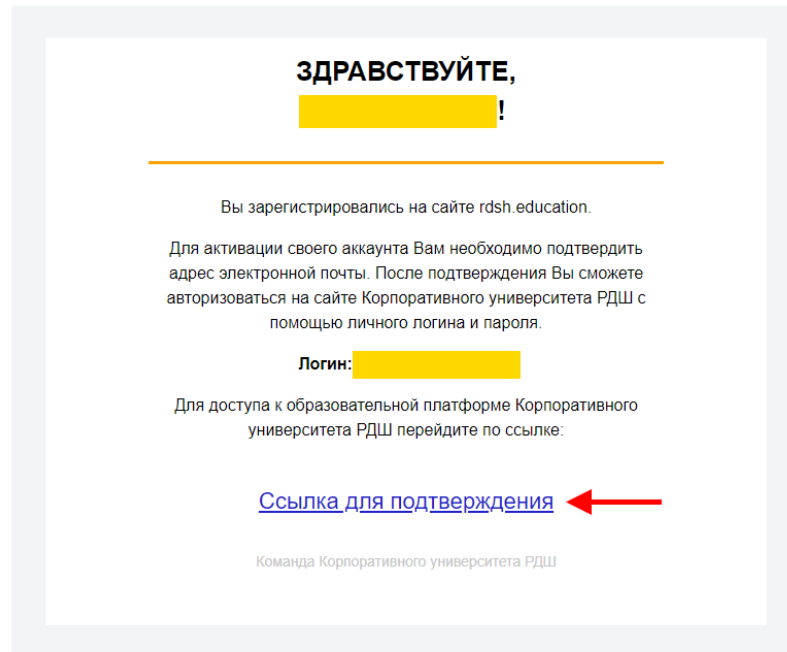 ЗДРАВСТВУЙТЕ,
!
Вы зарегистрировались на сайте rdsh.education.
Для активации своего аккаунта Вам необходимо подтвердить
адрес электронной почты. После подтверждения Вы сможете
авторизоваться на сайте Корпоративного университета РДШ с
помощью личного логина и пароля.
Логин:
Для доступа к образовательной платформе Корпоративного
университета РДШ перейдите по ссылке:
Ссылка для подтверждения
Команда Корпоративного университета РДШ